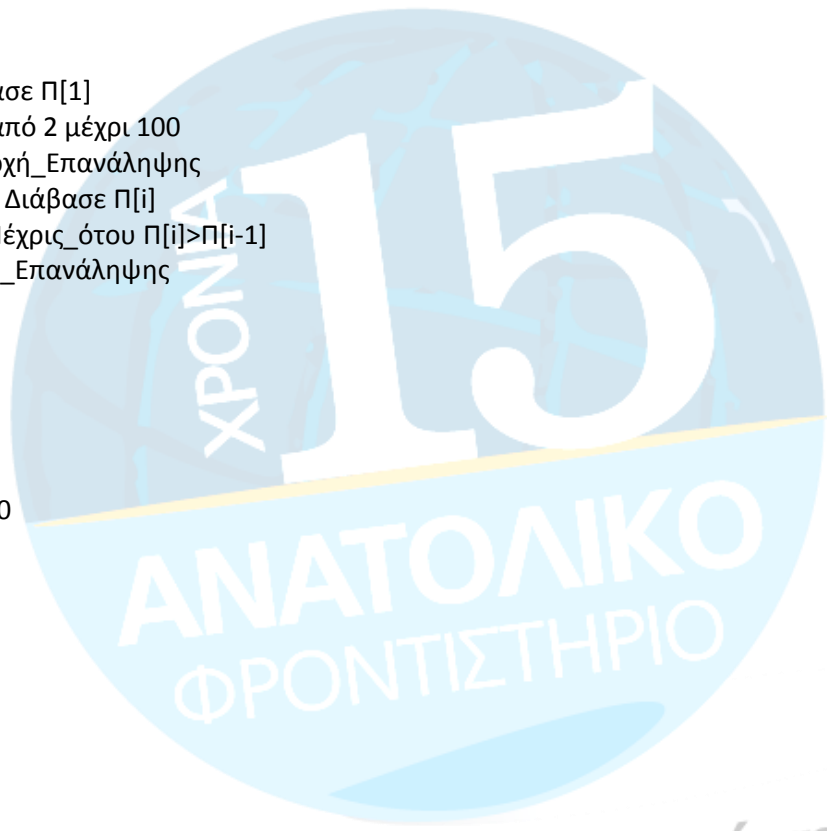 ασε Π[1]
από 2 μέχρι 100
χή_Επανάληψης
Διάβασε Π[i]
έχρις_ότου Π[i]>Π[i-1]
_Επανάληψης
0
15
ΧΡΟΝΙΑ
ΑΝΑΤΟΛΙΚΟ
ΦΡΟΝΤΙΣΤΗΡΙΟ